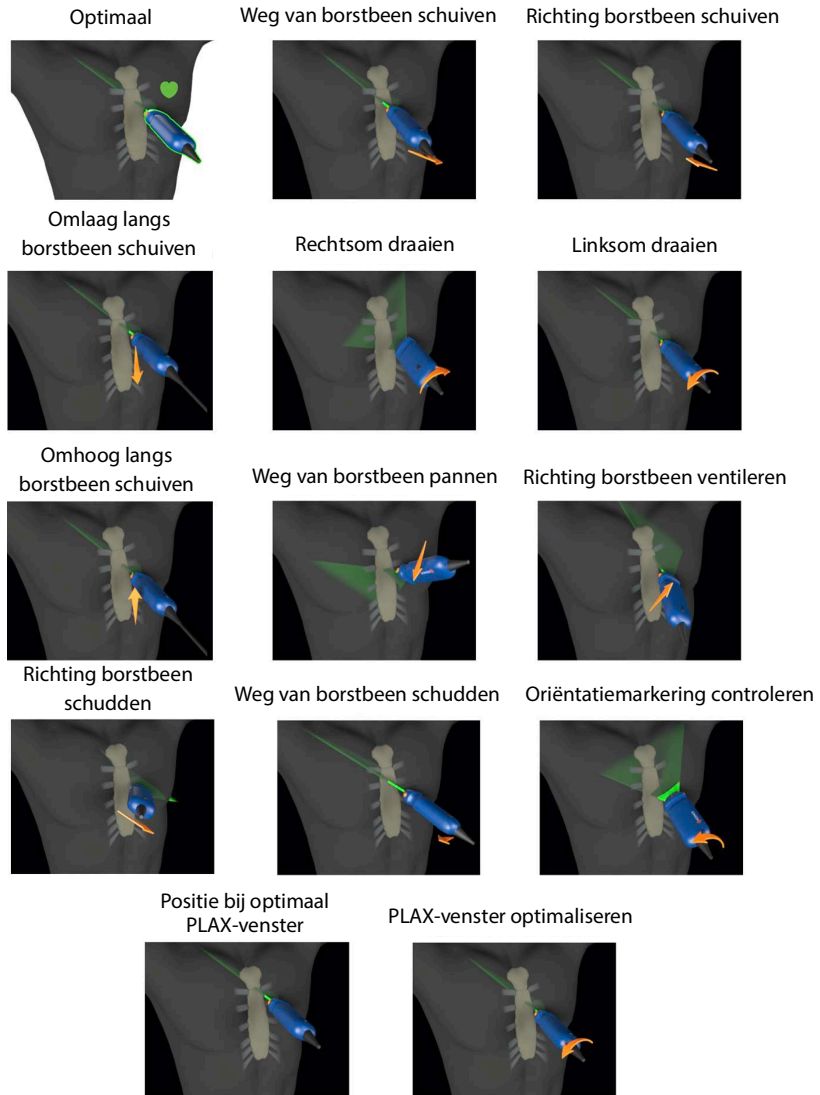 Optimaal
Weg van borstbeen schuiven
Richting borstbeen schuiven
Omlaag langs
borstbeen schuiven
Rechtsom draaien
Linksom draaien
Omhoog langs
borstbeen schuiven
Weg van borstbeen pannen
Richting borstbeen ventileren
Richting borstbeen
schudden
Weg van borstbeen schudden
Oriëntatiemarkering controleren
Positie bij optimaal
PLAX-venster
PLAX-venster optimaliseren